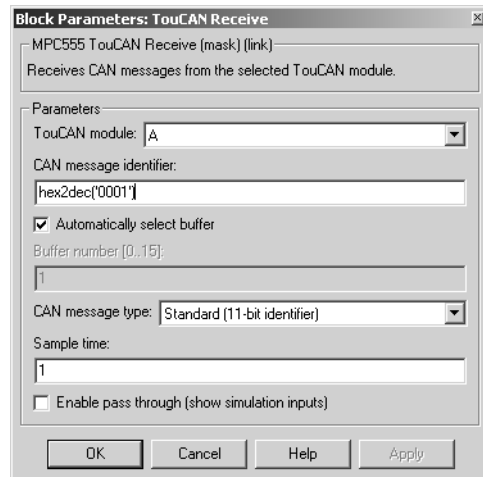 Block Parameters: TouCAN Receive
MPC555 TouCAN Receive (mask) (link)
Receives CAN messages from the selected TouCAN module.
Parameters
TouCAN module: A
CAN message identifier:
hex2dec('0001')
Automatically select buffer
Buffer number [0..15]:
1
CAN message type: Standard (11-bit identifier)
Sample time:
1
Enable pass through (show simulation inputs)
OK Cancel Help Apply